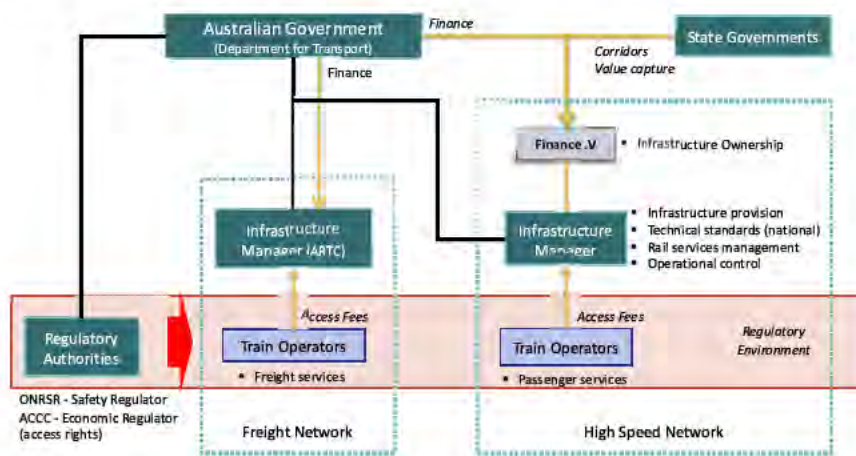 Australian Government
(Department for Transport)
Finance
State Governments
Corridors
Value capture
Finance
Finance JV
▪ Infrastructure Ownership
Infrastructure
Manager (ARTC)
Infrastructure
Manager
▪ Infrastructure provision
▪ Technical standards (national)
▪ Rail services management
▪ Operational control
Access Fees
Access Fees
Regulatory
Environment
Regulatory
Authorities
Train Operators
Train Operators
▪ Freight services
▪ Passenger services
ONRSR - Safety Regulator
ACCC - Economic Regulator
(access rights)
Freight Network
High Speed Network